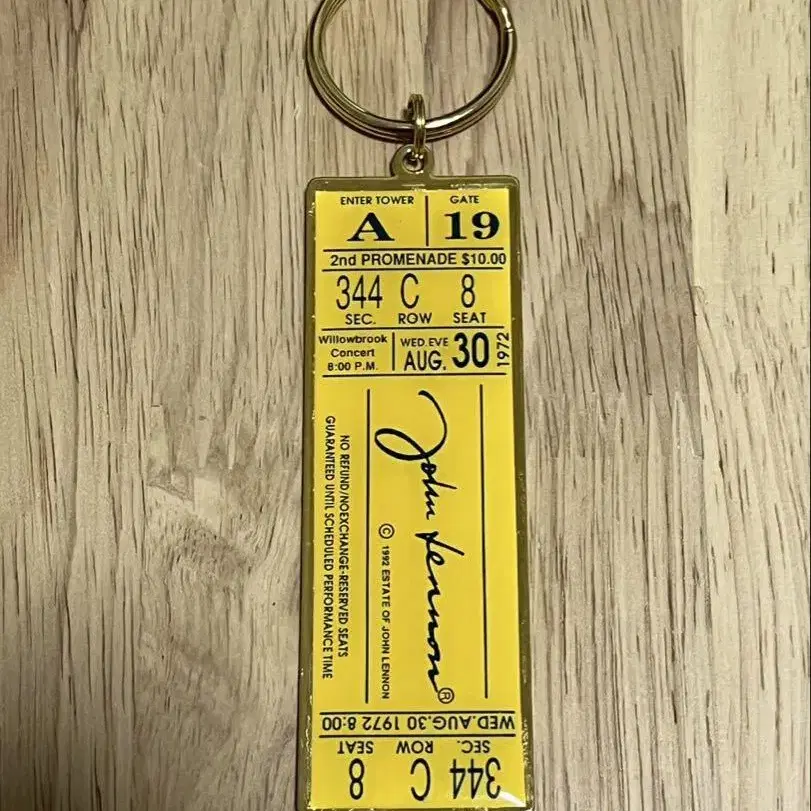 ENTER TOWER GATE
A 19
2nd PROMENADE $10.00
344 C 8
SEC. ROW SEAT
Willowbrook
Concert
8:00 P.M.
WED. EVE
AUG. 30 1972
John Lennon®
© 1992 ESTATE OF JOHN LENNON
NO REFUND/NOEXCHANGE-RESERVED SEATS
GUARANTEED UNTIL SCHEDULED PERFORMANCE TIME
WED.AUG.30 1972 8:00
SEC. ROW SEAT
344 C 8